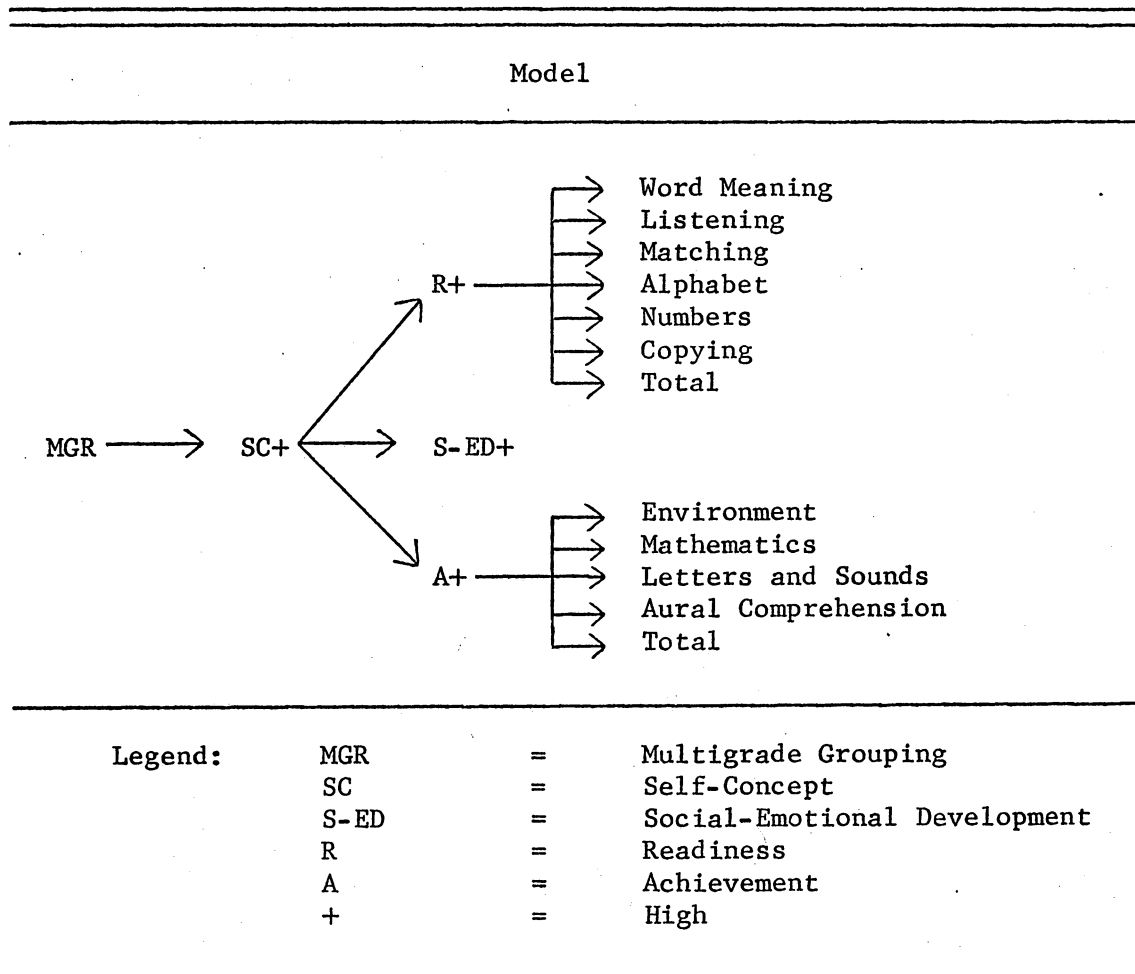 Model
Word Meaning
Listening
Matching
R+ Alphabet
Numbers
Copying
Total
MGR SC+ S-ED+
Environment
Mathematics
A+ Letters and Sounds
Aural Comprehension
Total
Legend: MGR = Multigrade Grouping
SC = Self-Concept
S-ED = Social-Emotional Development
R = Readiness
A = Achievement
+ = High